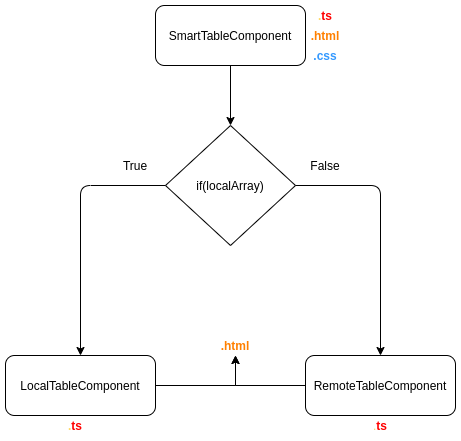 .ts
SmartTableComponent
.html
.css
True
False
if(localArray)
.html
LocalTableComponent
RemoteTableComponent
ts
ts